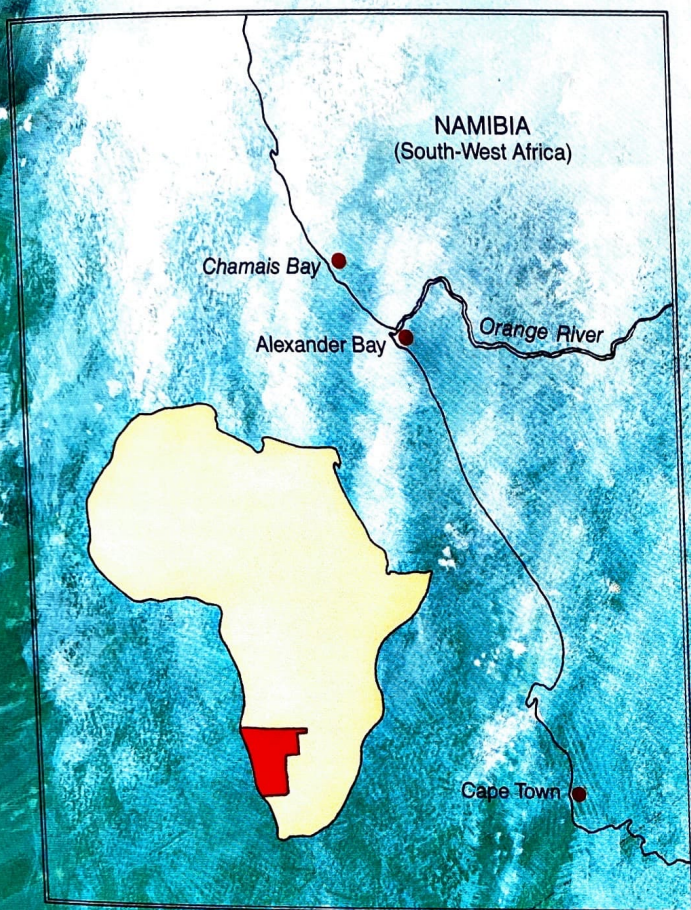 NAMIBIA
(South-West Africa)
Chamais Bay
Orange River
Alexander Bay
Cape Town